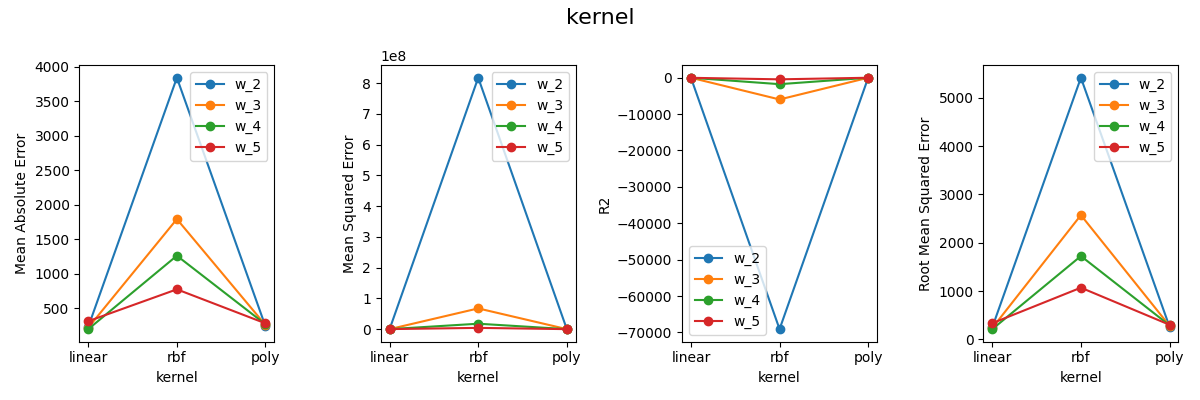 kernel
Mean Absolute Error
4000
3500
3000
2500
2000
1500
1000
500
linear
rbf
poly
kernel
w_2
w_3
w_4
w_5
1e8
Mean Squared Error
8
7
6
5
4
3
2
1
0
linear
rbf
poly
kernel
w_2
w_3
w_4
w_5
R2
0
−10000
−20000
−30000
−40000
−50000
−60000
−70000
linear
rbf
poly
kernel
w_2
w_3
w_4
w_5
Root Mean Squared Error
5000
4000
3000
2000
1000
0
linear
rbf
poly
kernel
w_2
w_3
w_4
w_5